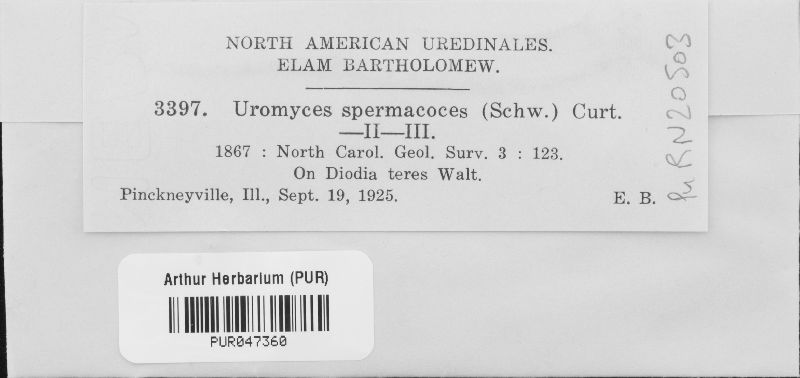 NORTH AMERICAN UREDINALES.
ELAM BARTHOLOMEW.
3397. Uromyces spermacoces (Schw.) Curt.
—II—III.
1867 : North Carol. Geol. Surv. 3 : 123.
On Diodia teres Walt.
Pinckneyville, Ill., Sept. 19, 1925. E. B.
PuRN20503
Arthur Herbarium (PUR)
PUR047360